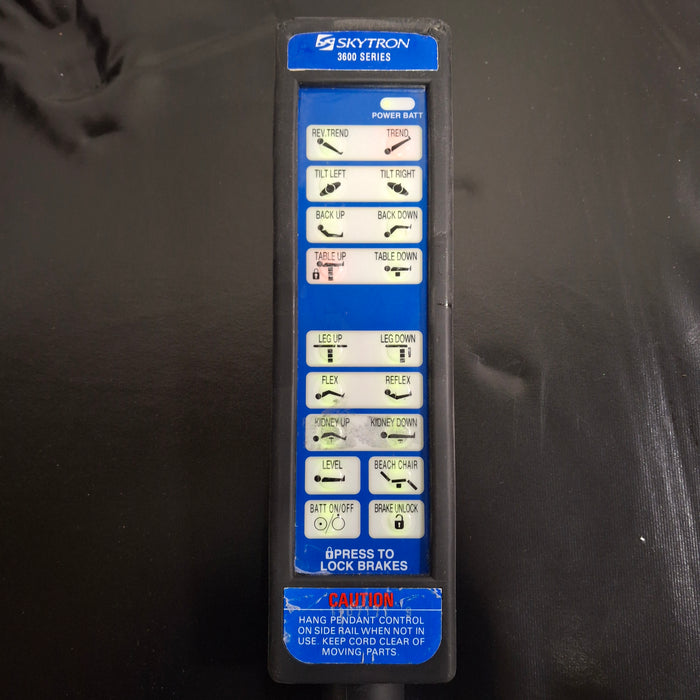 SKYTRON
3600 SERIES
POWER BATT
REV.TREND TREND
TILT LEFT TILT RIGHT
BACK UP BACK DOWN
TABLE UP TABLE DOWN
LEG UP LEG DOWN
FLEX REFLEX
KIDNEY UP KIDNEY DOWN
LEVEL BEACH CHAIR
BATT ON/OFF BRAKE UNLOCK
PRESS TO
LOCK BRAKES
CAUTION
HANG PENDANT CONTROL
ON SIDE RAIL WHEN NOT IN
USE. KEEP CORD CLEAR OF
MOVING PARTS.